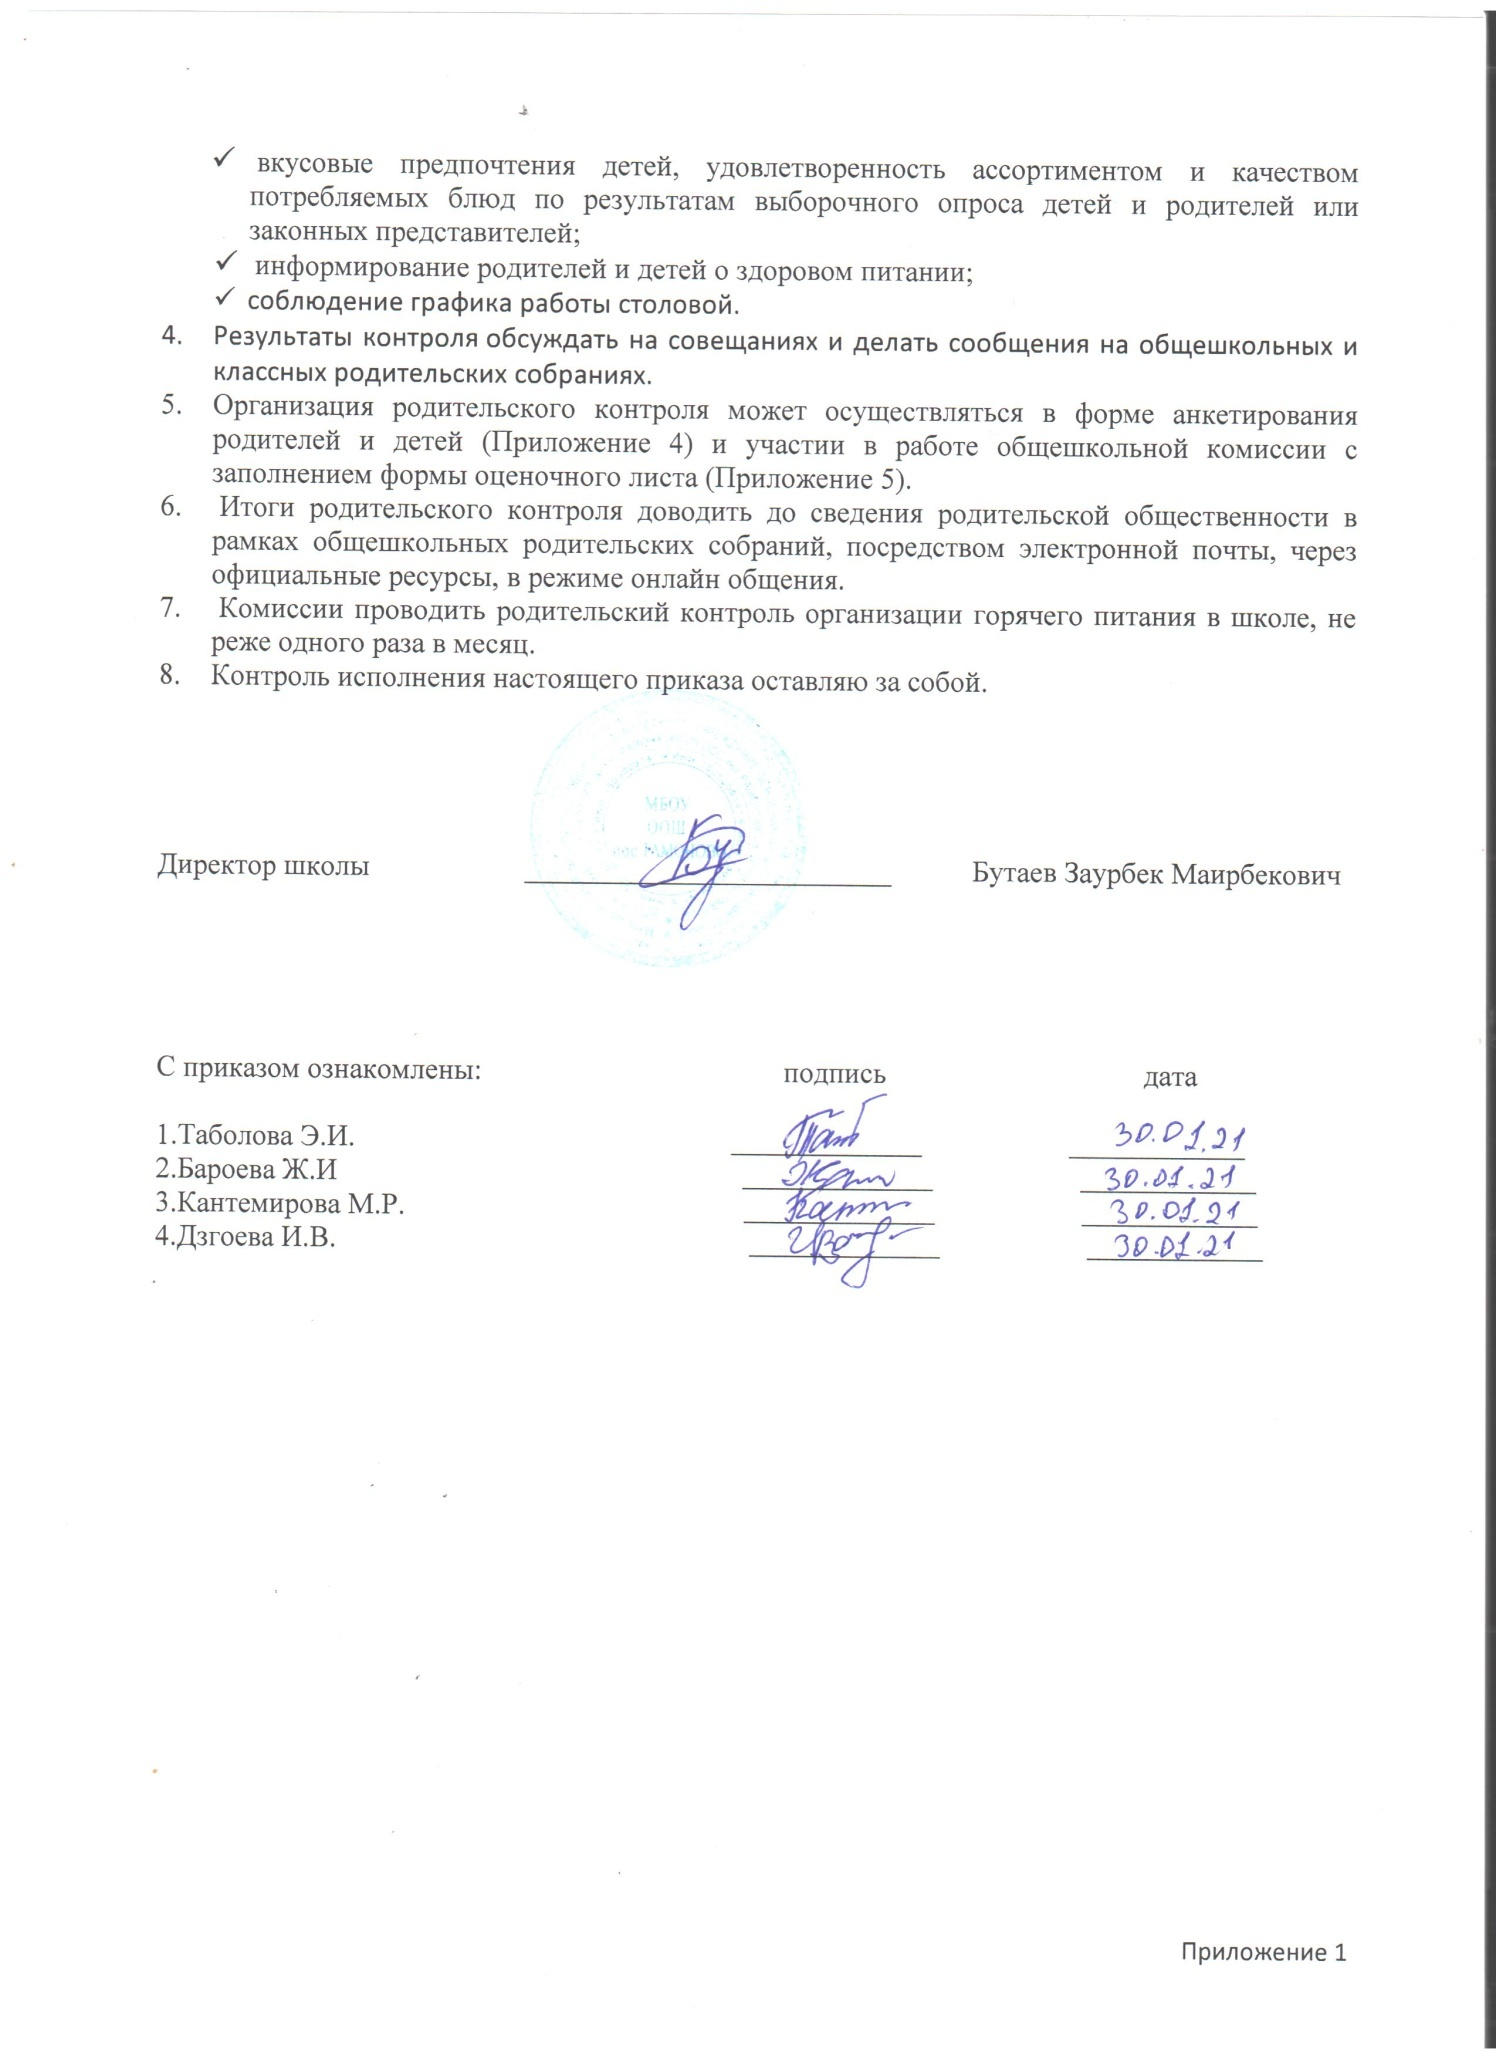 ✓ вкусовые предпочтения детей, удовлетворенность ассортиментом и качеством
потребляемых блюд по результатам выборочного опроса детей и родителей или
законных представителей;
✓ информирование родителей и детей о здоровом питании;
✓ соблюдение графика работы столовой.
4. Результаты контроля обсуждать на совещаниях и делать сообщения на общешкольных и
классных родительских собраниях.
5. Организация родительского контроля может осуществляться в форме анкетирования
родителей и детей (Приложение 4) и участии в работе общешкольной комиссии с
заполнением формы оценочного листа (Приложение 5).
6. Итоги родительского контроля доводить до сведения родительской общественности в
рамках общешкольных родительских собраний, посредством электронной почты, через
официальные ресурсы, в режиме онлайн общения.
7. Комиссии проводить родительский контроль организации горячего питания в школе, не
реже одного раза в месяц.
8. Контроль исполнения настоящего приказа оставляю за собой.
МБОУ
ООШ
Директор школы Бутаев Заурбек Маирбекович
С приказом ознакомлены: подпись дата
1.Таболова Э.И. 30.01.21
2.Бароева Ж.И 30.01.21
3.Кантемирова М.Р. 30.01.21
4.Дзгоева И.В. 30.01.21
Приложение 1